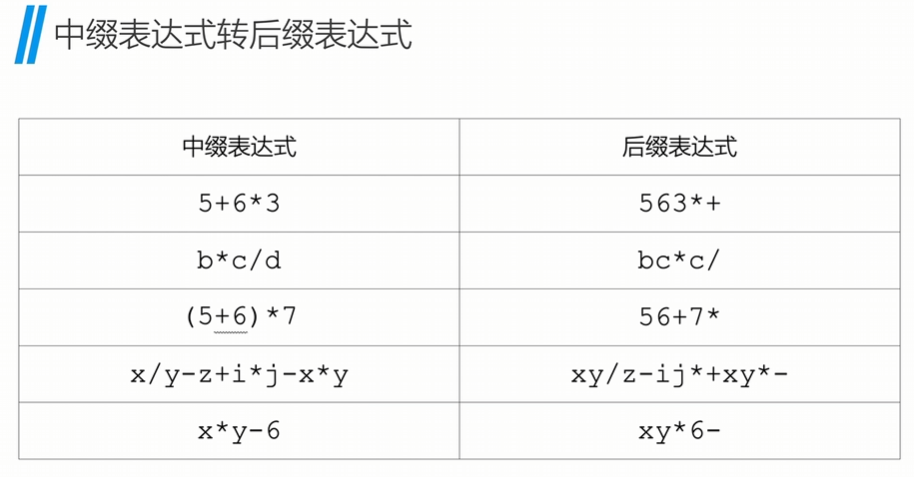 中缀表达式转后缀表达式
中缀表达式 后缀表达式
5+6*3 563*+
b*c/d bc*c/
(5+6)*7 56+7*
x/y-z+i*j-x*y xy/z-ij*+xy*-
x*y-6 xy*6-